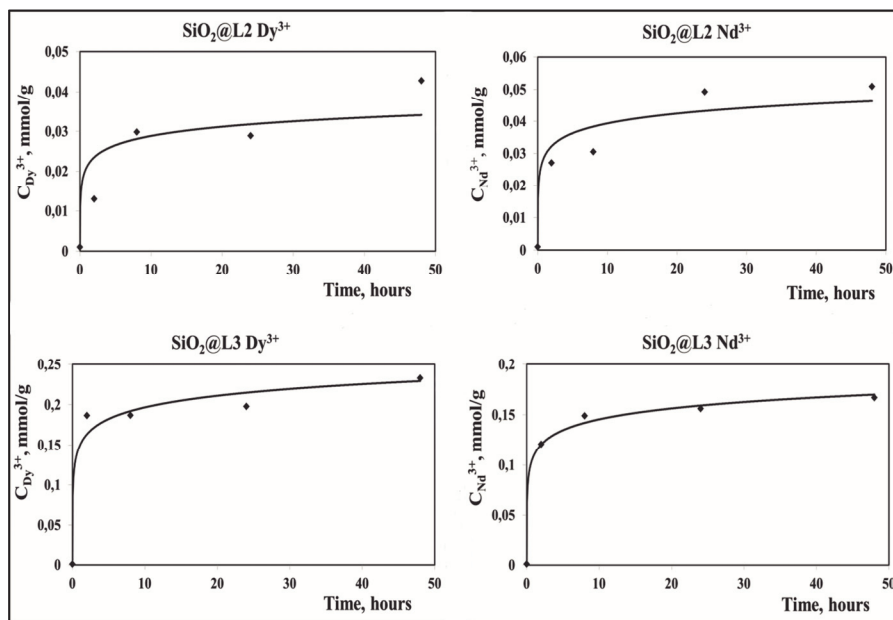 SiO₂@L2 Dy³⁺
C_Dy³⁺, mmol/g
0,05
0,04
0,03
0,02
0,01
0
0 10 20 30 40 50
Time, hours
SiO₂@L2 Nd³⁺
C_Nd³⁺, mmol/g
0,06
0,05
0,04
0,03
0,02
0,01
0
0 10 20 30 40 50
Time, hours
SiO₂@L3 Dy³⁺
C_Dy³⁺, mmol/g
0,25
0,2
0,15
0,1
0,05
0
0 10 20 30 40 50
Time, hours
SiO₂@L3 Nd³⁺
C_Nd³⁺, mmol/g
0,2
0,15
0,1
0,05
0
0 10 20 30 40 50
Time, hours